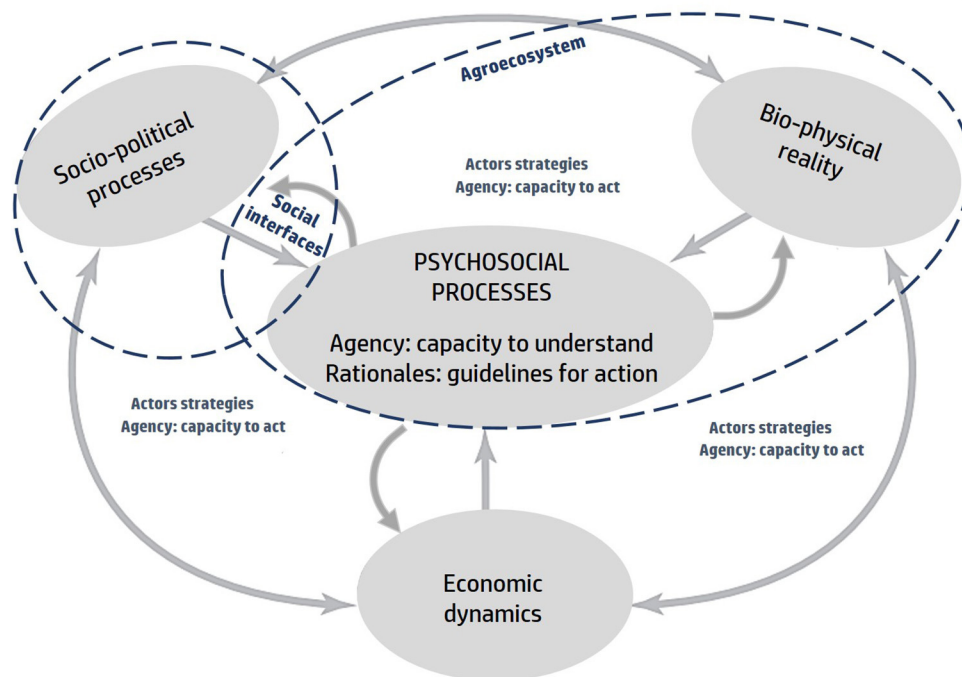 Agroecosystem
Socio-political
processes
Bio-physical
reality
Actors strategies
Agency: capacity to act
Social
interfaces
PSYCHOSOCIAL
PROCESSES
Agency: capacity to understand
Rationales: guidelines for action
Actors strategies
Agency: capacity to act
Actors strategies
Agency: capacity to act
Economic
dynamics